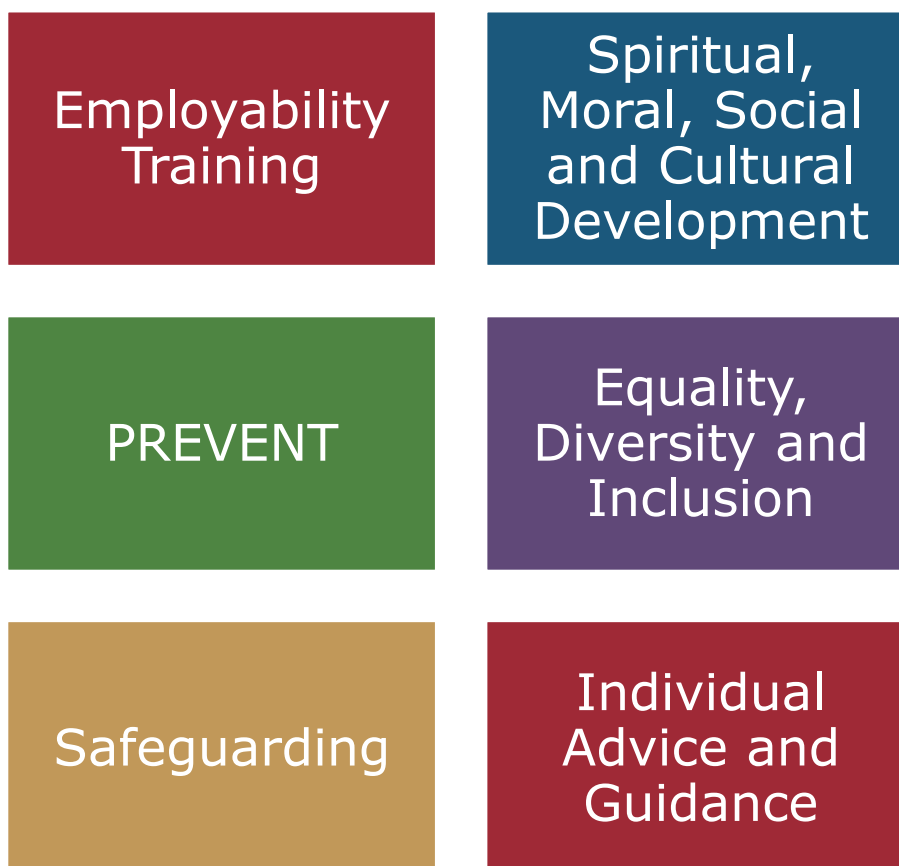 Employability
Training
Spiritual,
Moral, Social
and Cultural
Development
PREVENT
Equality,
Diversity and
Inclusion
Safeguarding
Individual
Advice and
Guidance